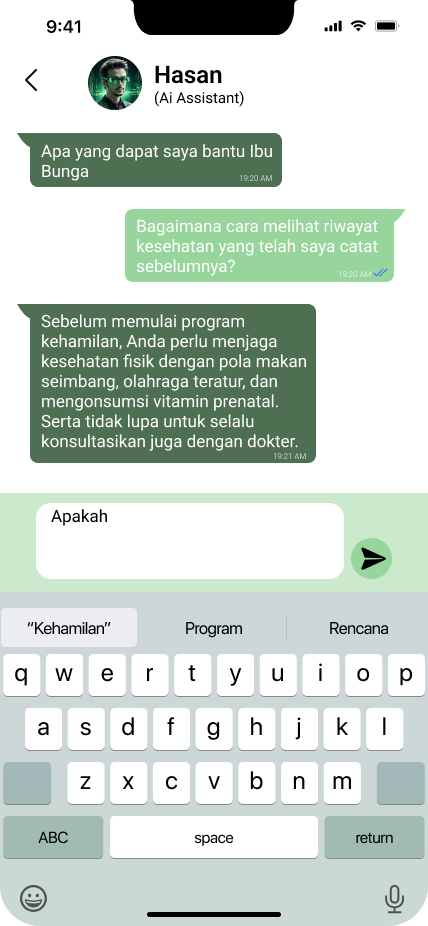 9:41
Hasan
(Ai Assistant)
Apa yang dapat saya bantu Ibu
Bunga
19:20 AM
Bagaimana cara melihat riwayat
kesehatan yang telah saya catat
sebelumnya?
19:20 AM
Sebelum memulai program
kehamilan, Anda perlu menjaga
kesehatan fisik dengan pola makan
seimbang, olahraga teratur, dan
mengonsumsi vitamin prenatal.
Serta tidak lupa untuk selalu
konsultasikan juga dengan dokter.
19:21 AM
Apakah
“Kehamilan” Program Rencana
q w e r t y u i o p
a s d f g h j k l
z x c v b n m
ABC space return